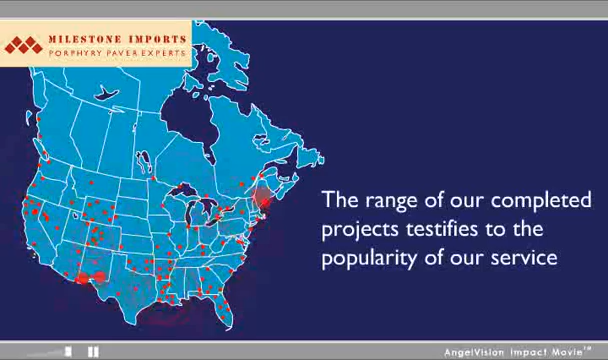 MILESTONE IMPORTS
PORPHYRY PAVER EXPERTS
The range of our completed
projects testifies to the
popularity of our service
AngelVision Impact Movie™